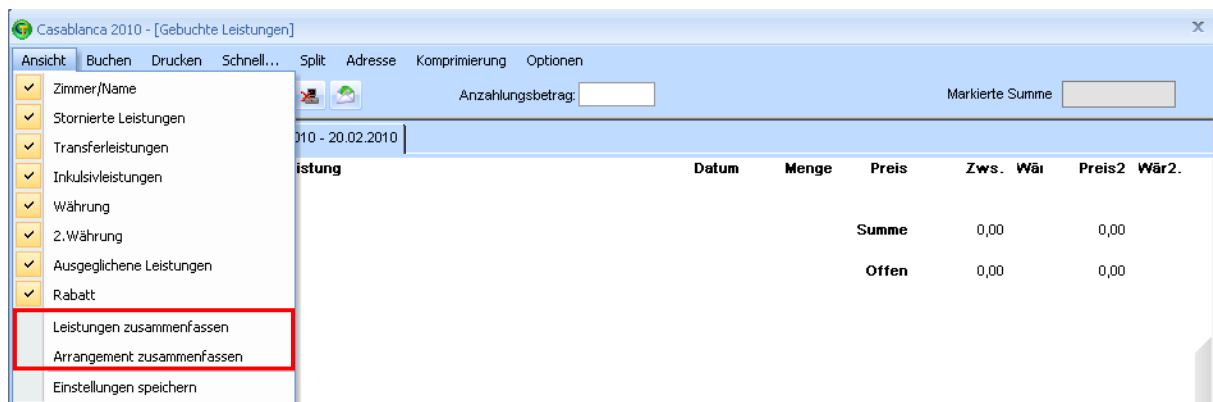 Casablanca 2010 - [Gebuchte Leistungen]
Ansicht Buchen Drucken Schnell... Split Adresse Komprimierung Optionen
Anzahlungsbetrag: Markierte Summe
010 - 20.02.2010
istung Datum Menge Preis Zws. Wäı Preis2 Wär2.
Summe 0,00 0,00
Offen 0,00 0,00
Zimmer/Name
Stornierte Leistungen
Transferleistungen
Inkulsivleistungen
Währung
2.Währung
Ausgeglichene Leistungen
Rabatt
Leistungen zusammenfassen
Arrangement zusammenfassen
Einstellungen speichern